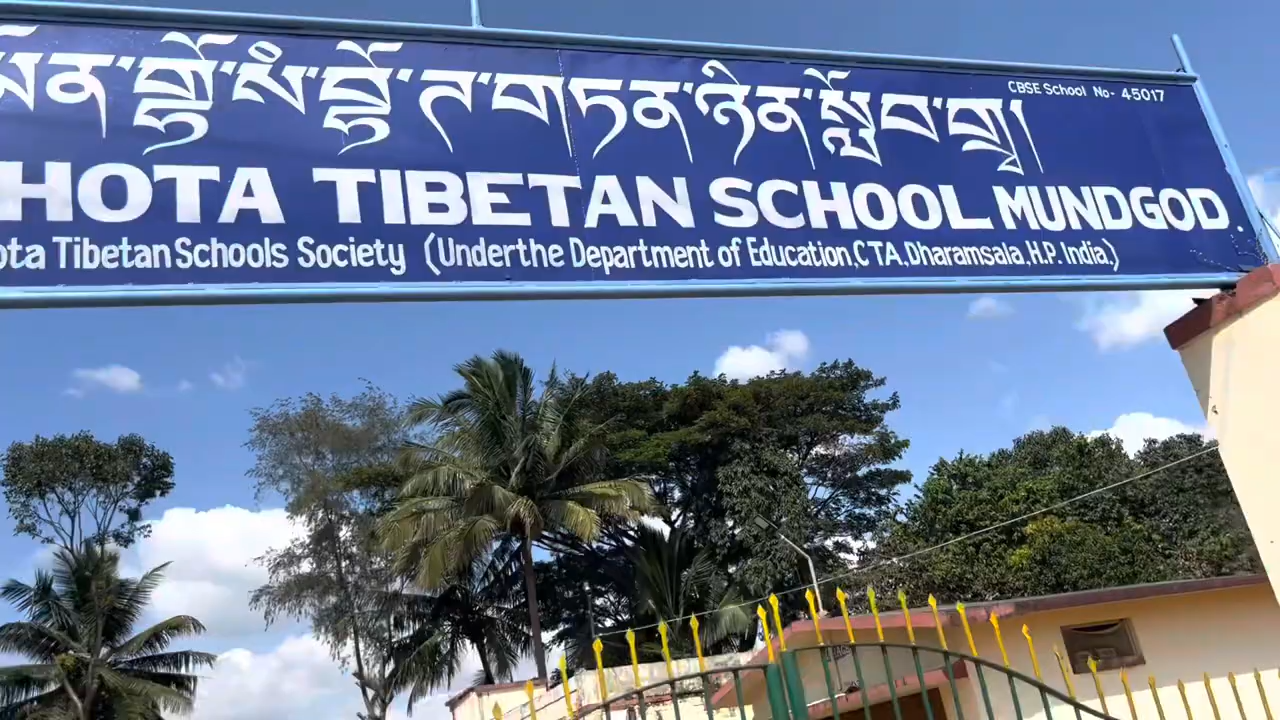 CBSE School No- 45017
མོན་གྲྭོ་སཾ་བྷོ་ཊ་གཏན་ཉེན་སློབ་གྲྭ།
HOTA TIBETAN SCHOOL MUNDGOD.
ota Tibetan Schools Society (Underthe Department of Education,CTA,Dharamsala,H.P. India.)